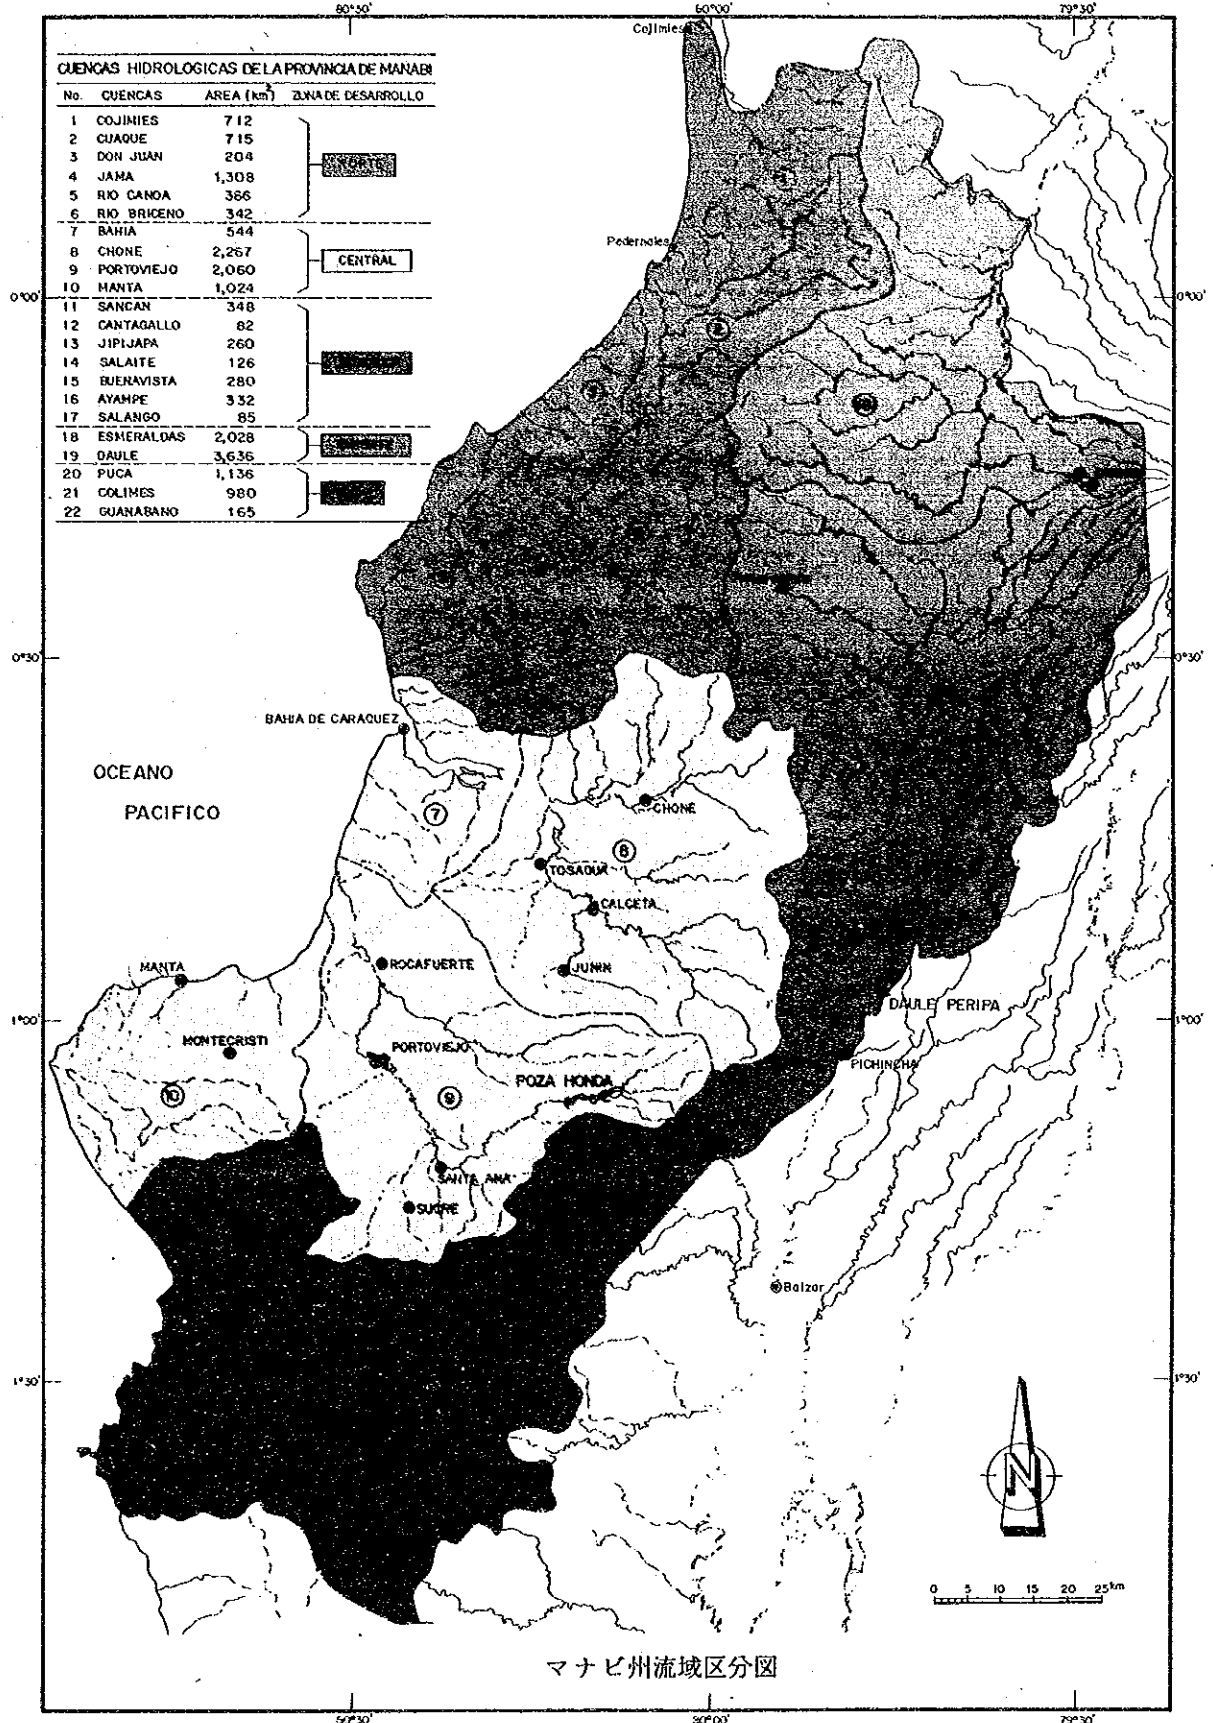 80°30' 80°00' 79°30'
Cojimies
CUENCAS HIDROLOGICAS DE LA PROVINCIA DE MANABI
No. CUENCAS AREA (km²) ZONA DE DESARROLLO
1 COJIMIES 712
2 CUAQUE 715
3 DON JUAN 204
4 JAMA 1,308
5 RIO CANOA 366
6 RIO BRICENO 342
NORTE
7 BAHIA 544
8 CHONE 2,267
9 PORTOVIEJO 2,060
10 MANTA 1,024
CENTRAL
11 SANCAN 348
12 CANTAGALLO 82
13 JIPIJAPA 260
14 SALAITE 126
15 BUENAVISTA 280
16 AYAMPE 332
17 SALANGO 85
18 ESMERALDAS 2,028
19 DAULE 3,636
20 PUCA 1,136
21 COLIMES 980
22 GUANABANO 165
1
Pedernales
0°00' 0°00'
2
3
18
0°30' 0°30'
BAHIA DE CARAQUEZ
OCEANO
PACIFICO
CHONE
7
8
TOSAGUA
CALCETA
ROCAFUERTE
JUNIN
MANTA
DAULE PERIPA
1°00' 1°00'
MONTECRISTI
PORTOVIEJO
PICHINCHA
POZA HONDA
10
9
SANTA ANA
SUCRE
Balzar
1°30' 1°30'
N
0 5 10 15 20 25km
マナビ州流域区分図
80°30' 80°00' 79°30'